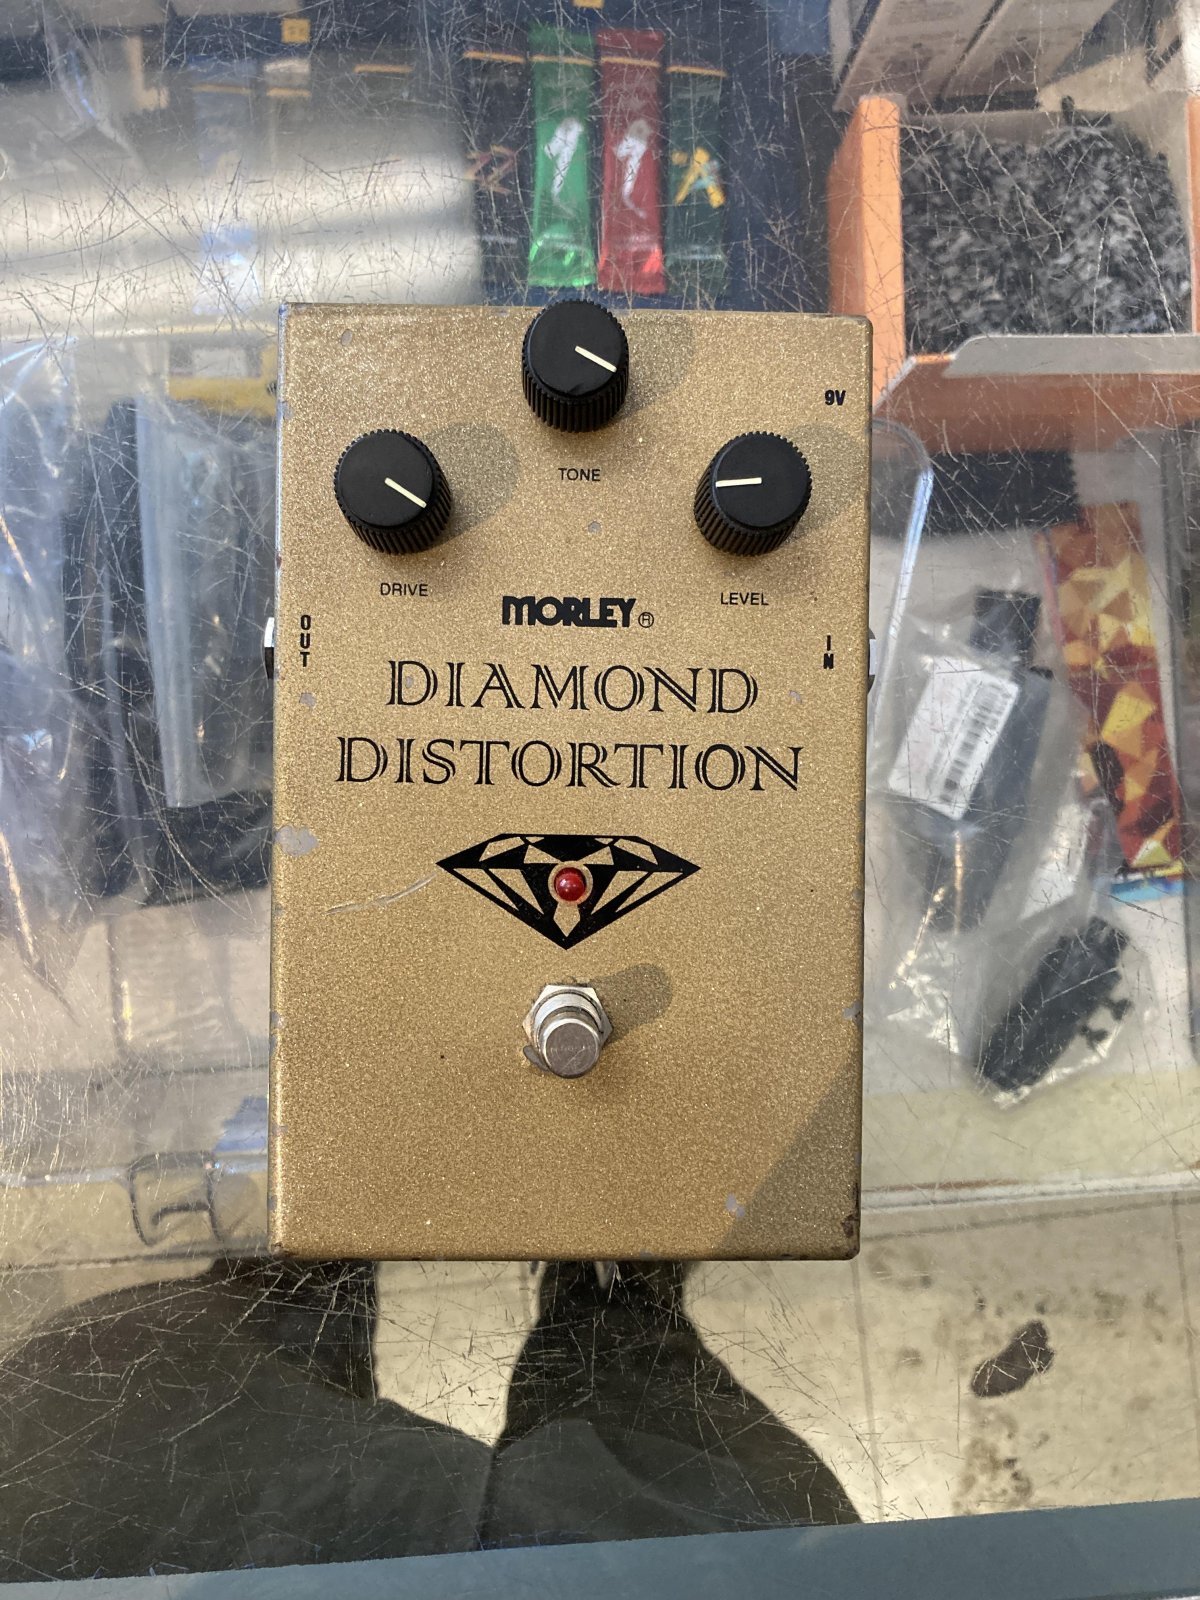 9V
TONE
DRIVE
LEVEL
MORLEY®
OUT
IN
DIAMOND
DISTORTION